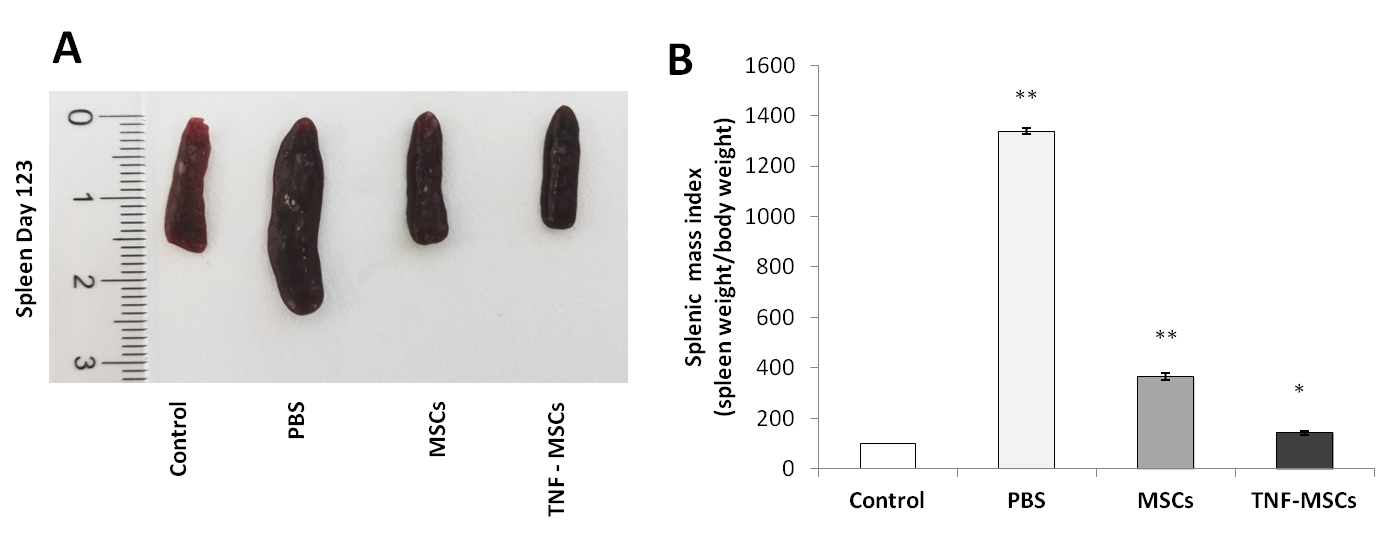 A
Spleen Day 123
0
1
2
3
Control
PBS
MSCs
TNF - MSCs
B
Splenic mass index
(spleen weight/body weight)
1600
1400
1200
1000
800
600
400
200
0
**
**
*
Control
PBS
MSCs
TNF-MSCs